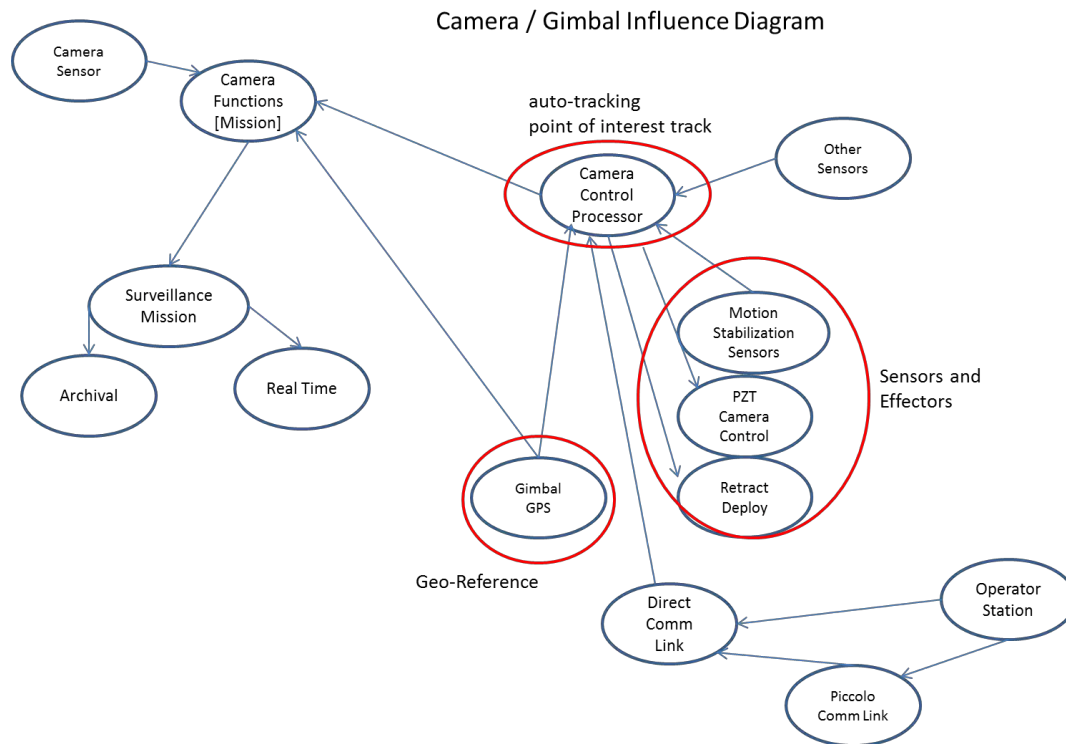 Camera / Gimbal Influence Diagram
Camera
Sensor
Camera
Functions
[Mission]
auto-tracking
point of interest track
Camera
Control
Processor
Other
Sensors
Surveillance
Mission
Archival
Real Time
Motion
Stabilization
Sensors
PZT
Camera
Control
Retract
Deploy
Sensors and
Effectors
Gimbal
GPS
Geo-Reference
Direct
Comm
Link
Operator
Station
Piccolo
Comm Link